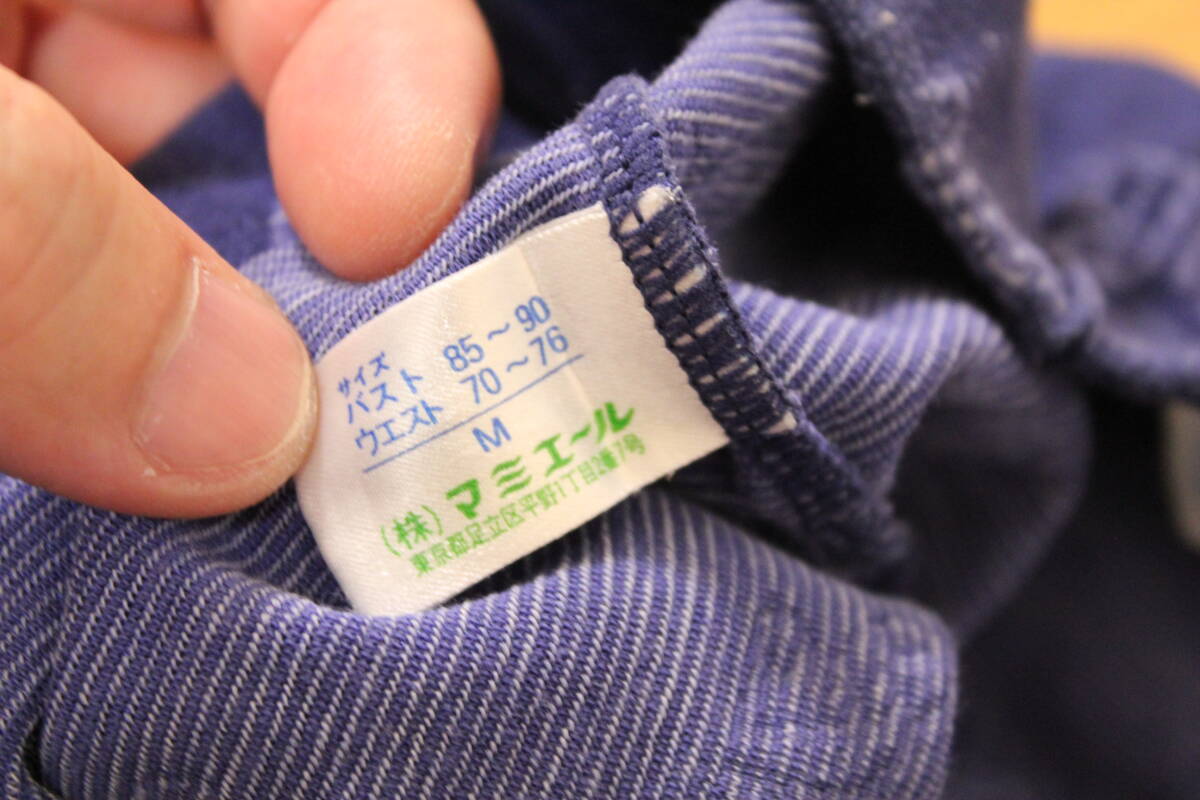 サイズ
バスト 85～90
ウエスト 70～76
M
(株)マミエール
東京都足立区平野1丁目2番7号